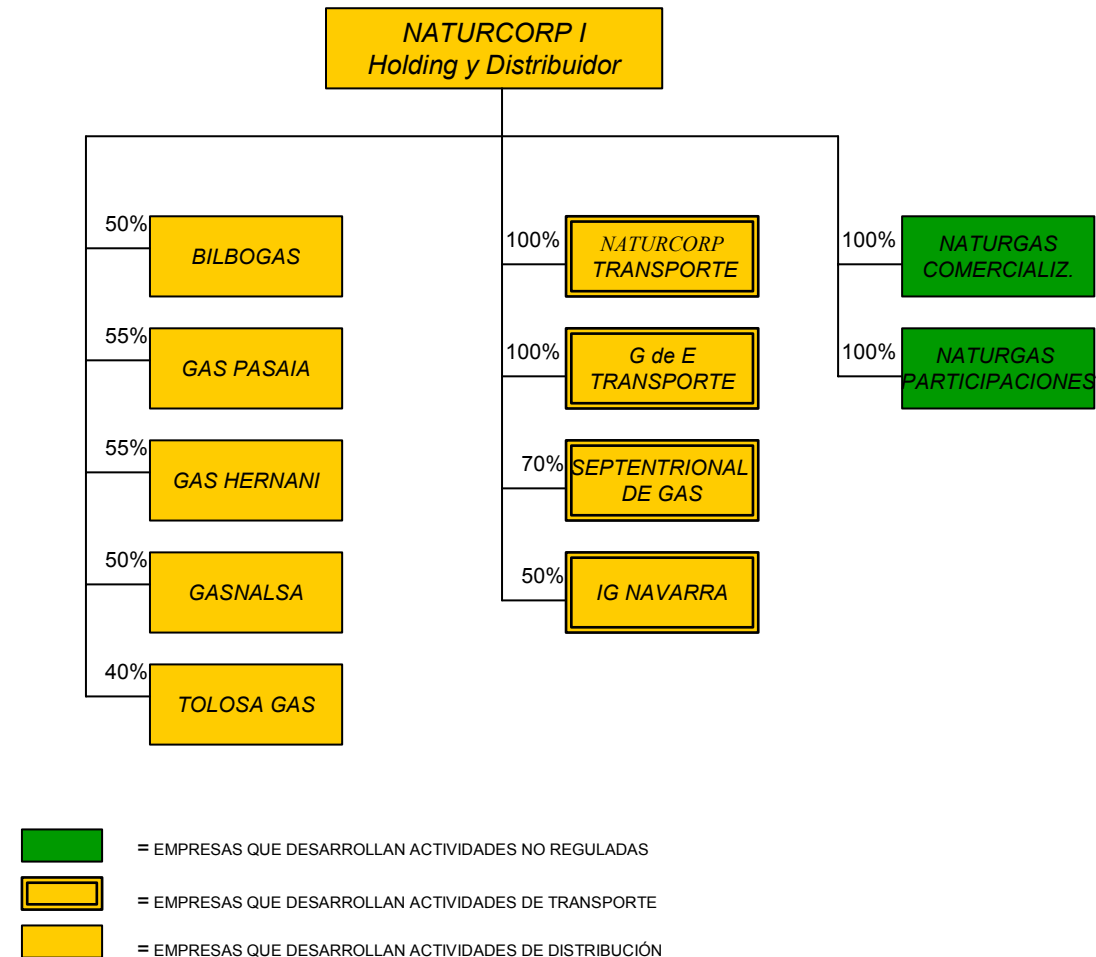 NATURCORP I
Holding y Distribuidor
50%
BILBOGAS
55%
GAS PASAIA
55%
GAS HERNANI
50%
GASNALSA
40%
TOLOSA GAS
100%
NATURCORP
TRANSPORTE
100%
G de E
TRANSPORTE
70%
SEPTENTRIONAL
DE GAS
50%
IG NAVARRA
100%
NATURGAS
COMERCIALIZ.
100%
NATURGAS
PARTICIPACIONES
= EMPRESAS QUE DESARROLLAN ACTIVIDADES NO REGULADAS
= EMPRESAS QUE DESARROLLAN ACTIVIDADES DE TRANSPORTE
= EMPRESAS QUE DESARROLLAN ACTIVIDADES DE DISTRIBUCIÓN